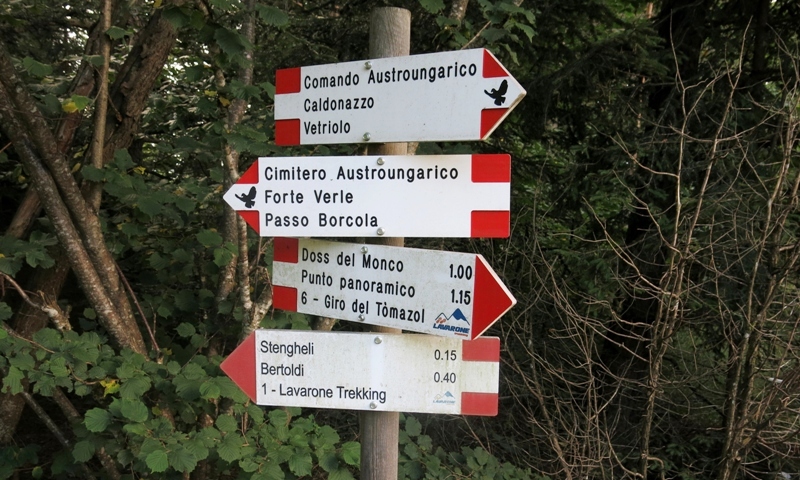 Comando Austroungarico
Caldonazzo
Vetriolo
Cimitero Austroungarico
Forte Verle
Passo Borcola
Doss del Monco 1.00
Punto panoramico 1.15
6 - Giro del Tòmazol
LAVARONE
Stengheli 0.15
Bertoldi 0.40
1 - Lavarone Trekking
LAVARONE